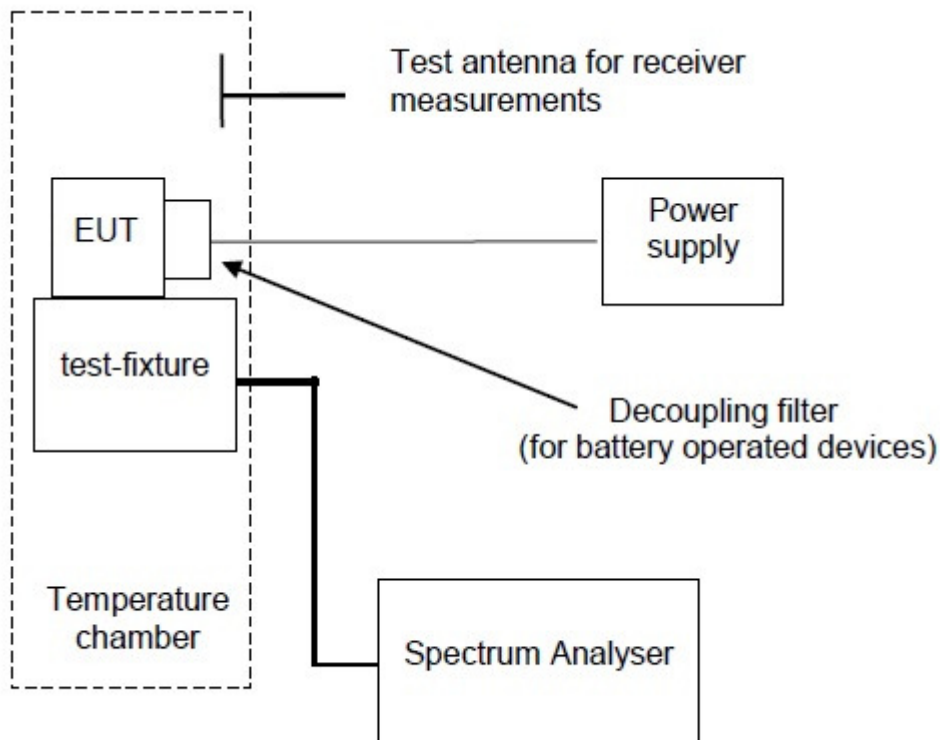 Test antenna for receiver
measurements
EUT
Power
supply
test-fixture
Decoupling filter
(for battery operated devices)
Temperature
chamber
Spectrum Analyser